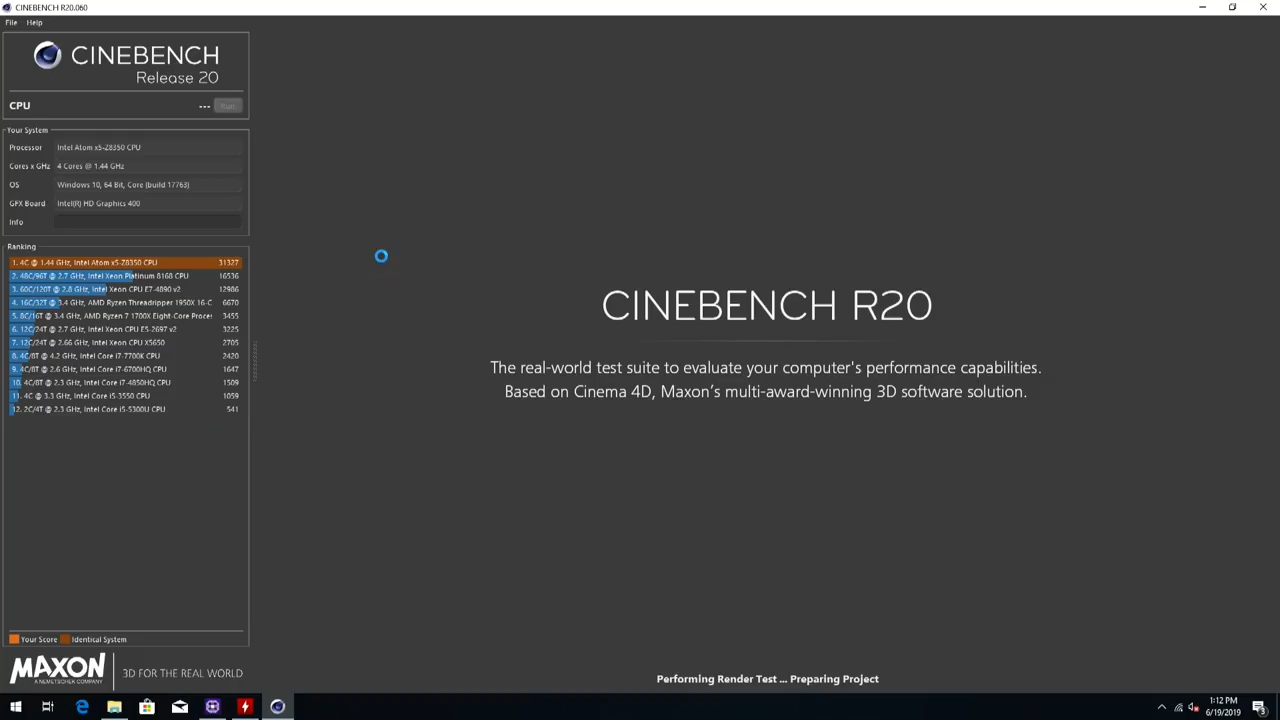 CINEBENCH R20.060
File Help
CINEBENCH
Release 20
CPU --- Run
Your System
Processor Intel Atom x5-Z8350 CPU
Cores x GHz 4 Cores @ 1.44 GHz
OS Windows 10, 64 Bit, Core (build 17763)
GFX Board Intel(R) HD Graphics 400
Info
Ranking
1. 4C @ 1.44 GHz, Intel Atom x5-Z8350 CPU 31327
2. 48C/96T @ 2.7 GHz, Intel Xeon Platinum 8168 CPU 16536
3. 60C/120T @ 2.8 GHz, Intel Xeon CPU E7-4890 v2 12986
4. 16C/32T @ 3.4 GHz, AMD Ryzen Threadripper 1950X 16-C 6670
5. 8C/16T @ 3.4 GHz, AMD Ryzen 7 1700X Eight-Core Proces 3455
6. 12C/24T @ 2.7 GHz, Intel Xeon CPU E5-2697 v2 3225
7. 12C/24T @ 2.66 GHz, Intel Xeon CPU X5650 2705
8. 4C/8T @ 4.2 GHz, Intel Core i7-7700K CPU 2420
9. 4C/8T @ 2.6 GHz, Intel Core i7-6700HQ CPU 1647
10. 4C/8T @ 2.3 GHz, Intel Core i7-4850HQ CPU 1509
11. 4C @ 3.3 GHz, Intel Core i5-3550 CPU 1059
12. 2C/4T @ 2.3 GHz, Intel Core i5-5300U CPU 541
CINEBENCH R20
The real-world test suite to evaluate your computer's performance capabilities.
Based on Cinema 4D, Maxon's multi-award-winning 3D software solution.
Your Score Identical System
MAXON
A NEMETSCHEK COMPANY
3D FOR THE REAL WORLD
Performing Render Test ... Preparing Project
1:12 PM
6/19/2019
3